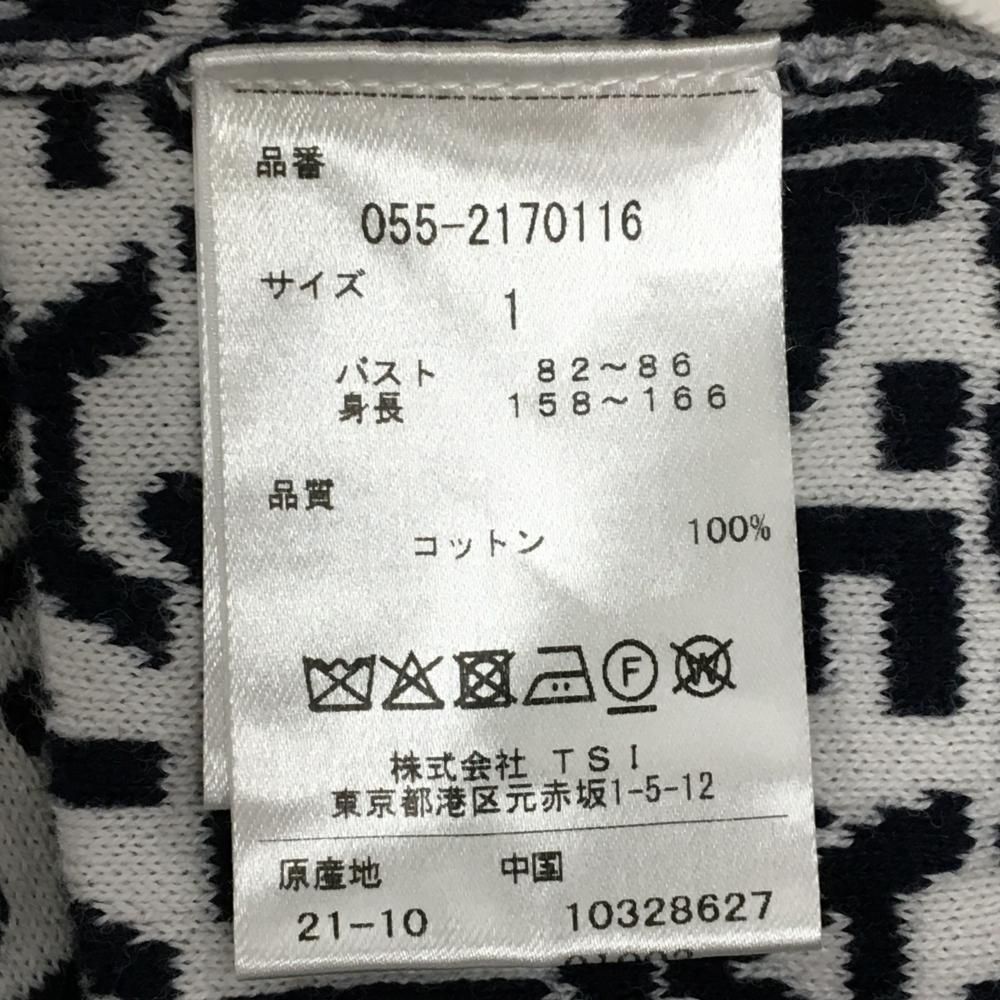 品番
055-2170116
サイズ
1
バスト 82～86
身長 158～166
品質
コットン 100%
F W
株式会社 TSI
東京都港区元赤坂1-5-12
原産地 中国
21-10 10328627